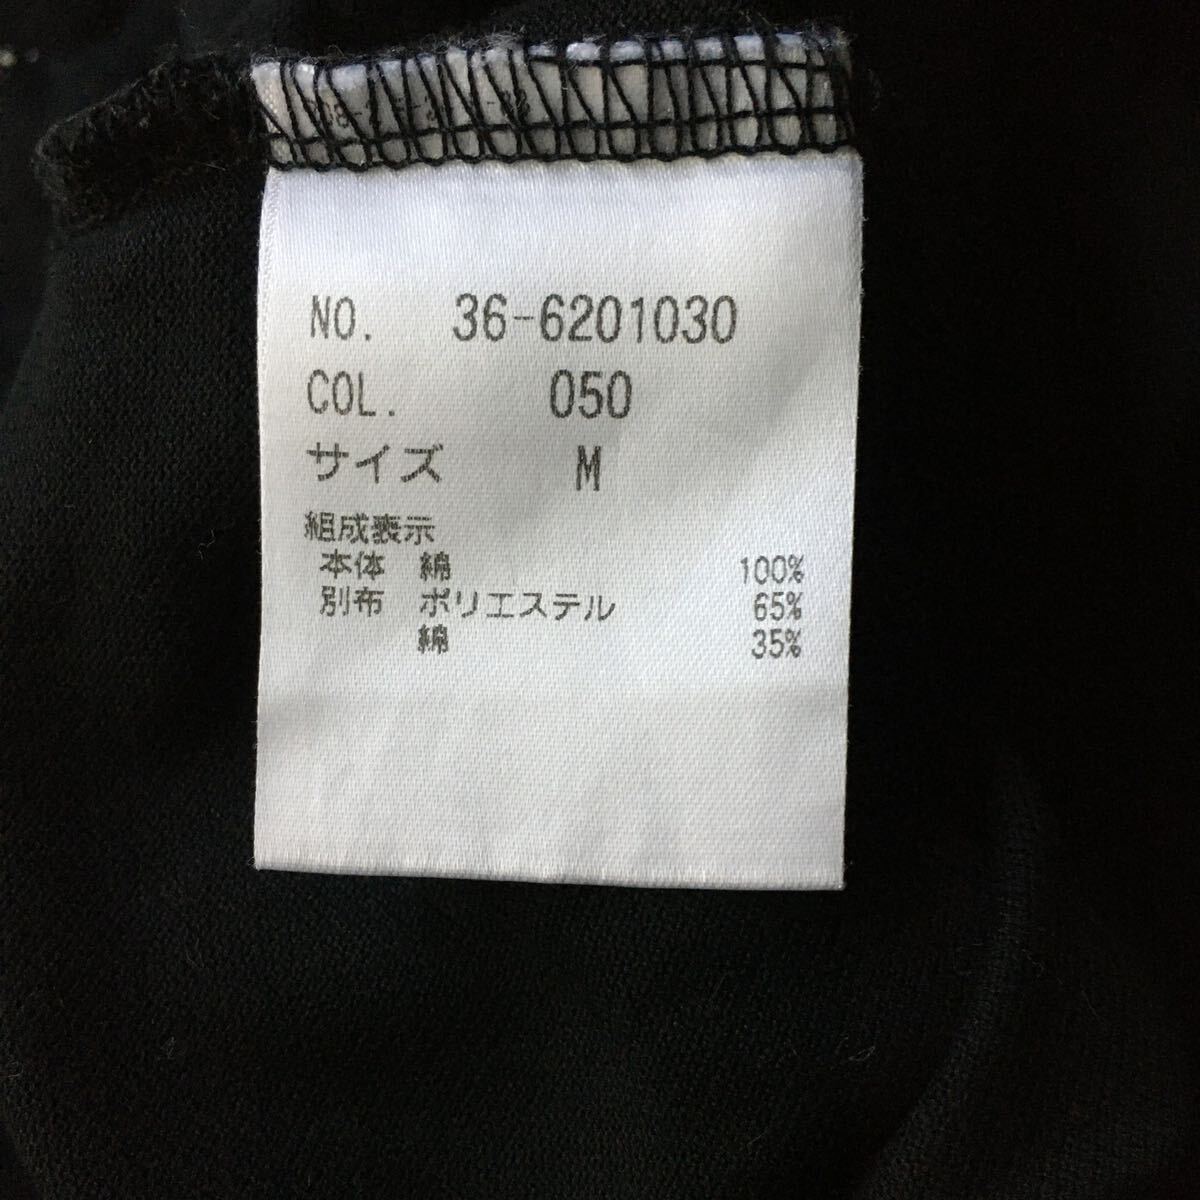 NO. 36-6201030
COL. 050
サイズ M
組成表示
本体 綿 100%
別布 ポリエステル 65%
綿 35%